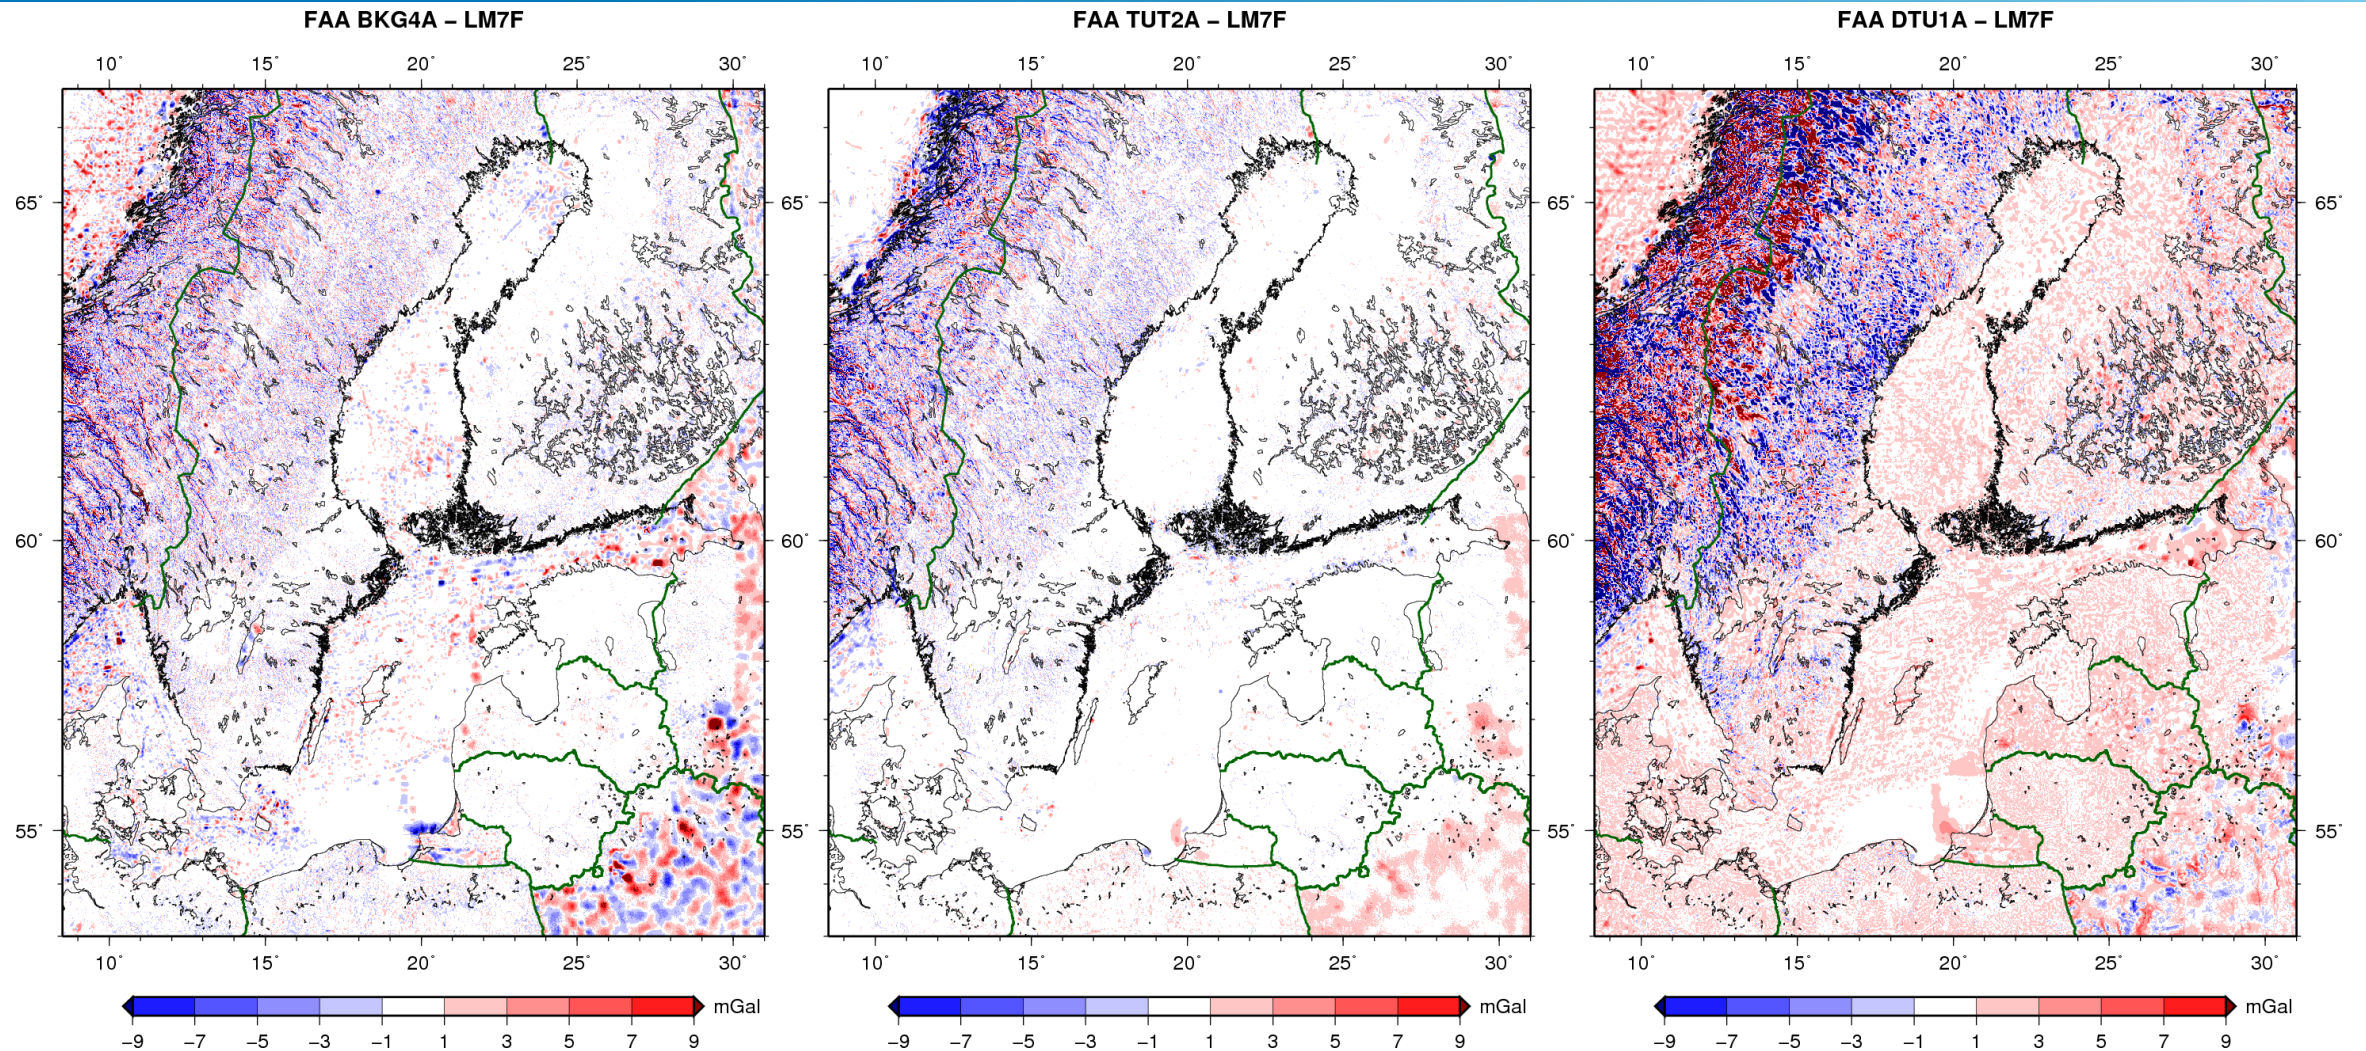 FAA BKG4A – LM7F
FAA TUT2A – LM7F
FAA DTU1A – LM7F
10° 15° 20° 25° 30°
10° 15° 20° 25° 30°
10° 15° 20° 25° 30°
65° 65° 65° 65°
60° 60° 60° 60°
55° 55° 55° 55°
10° 15° 20° 25° 30°
10° 15° 20° 25° 30°
10° 15° 20° 25° 30°
mGal
−9 −7 −5 −3 −1 1 3 5 7 9
mGal
−9 −7 −5 −3 −1 1 3 5 7 9
mGal
−9 −7 −5 −3 −1 1 3 5 7 9